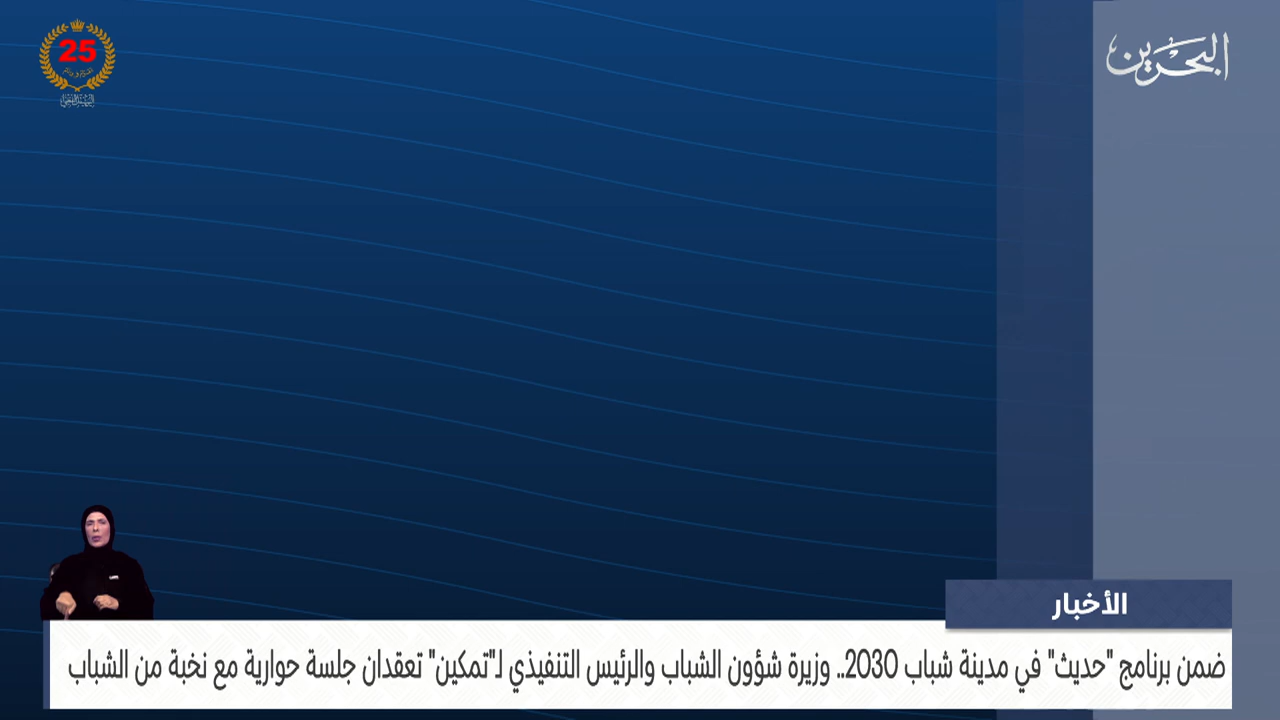 البحرين
25
الأخبار
ضمن برنامج "حديث" في مدينة شباب 2030.. وزيرة شؤون الشباب والرئيس التنفيذي لـ"تمكين" تعقدان جلسة حوارية مع نخبة من الشباب